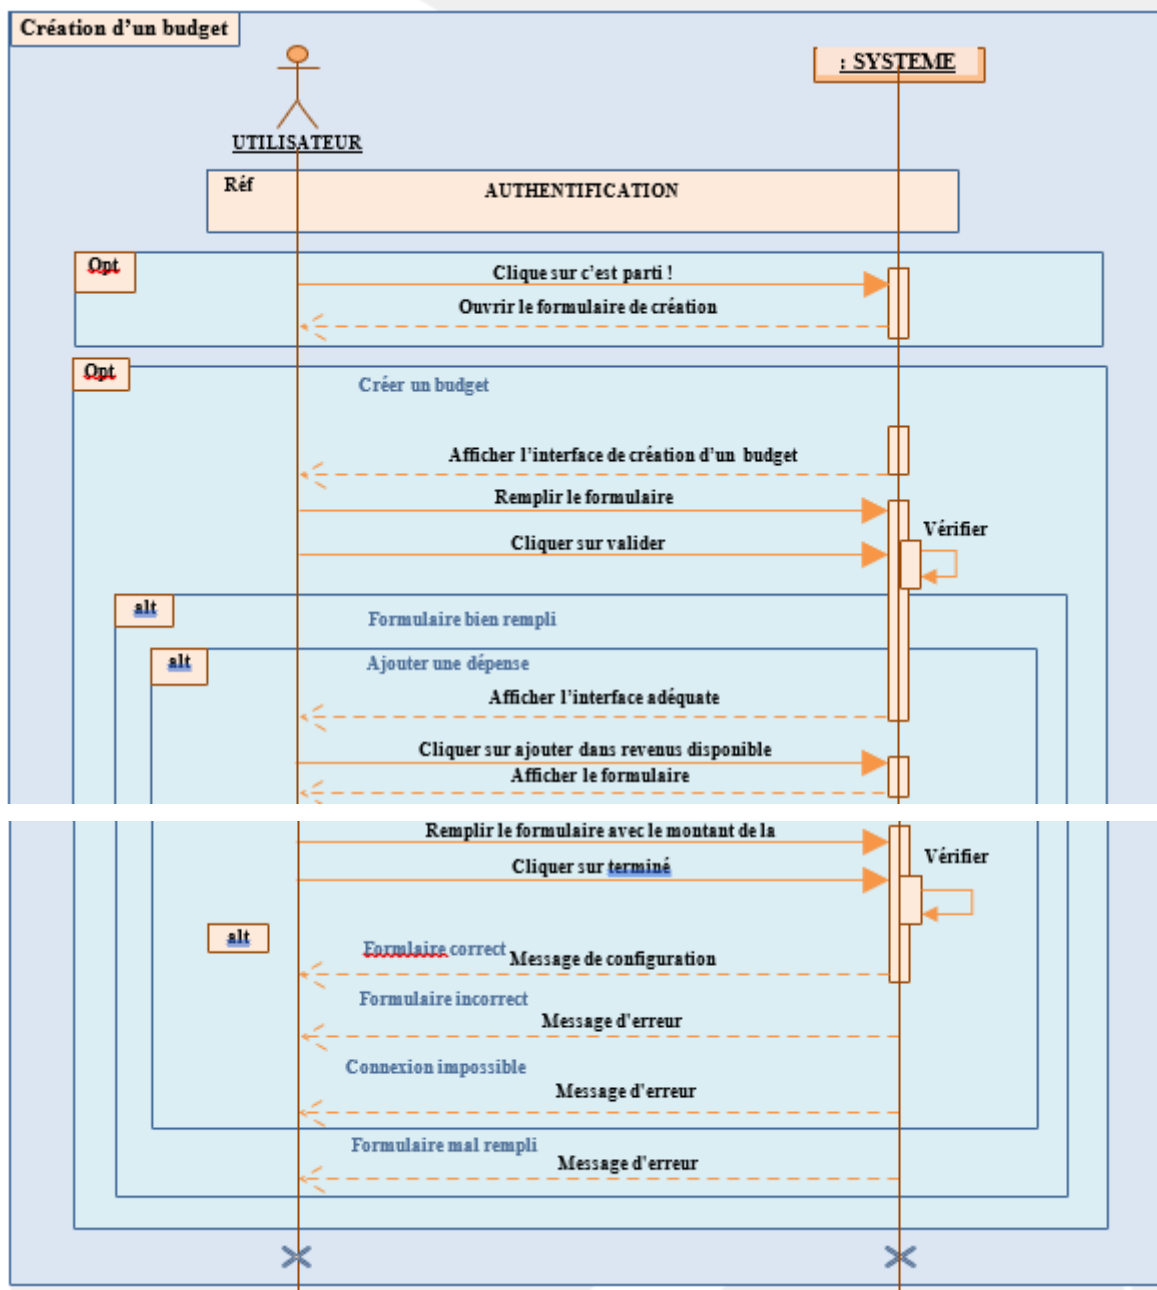 Création d’un budget
: SYSTEME
UTILISATEUR
Réf
AUTHENTIFICATION
Opt
Clique sur c’est parti !
Ouvrir le formulaire de création
Opt
Créer un budget
Afficher l’interface de création d’un budget
Remplir le formulaire
Vérifier
Cliquer sur valider
alt
Formulaire bien rempli
alt
Ajouter une dépense
Afficher l’interface adéquate
Cliquer sur ajouter dans revenus disponible
Afficher le formulaire
Remplir le formulaire avec le montant de la
Vérifier
Cliquer sur terminé
alt
Formlaire correct
Message de configuration
Formulaire incorrect
Message d’erreur
Connexion impossible
Message d’erreur
Formulaire mal rempli
Message d’erreur